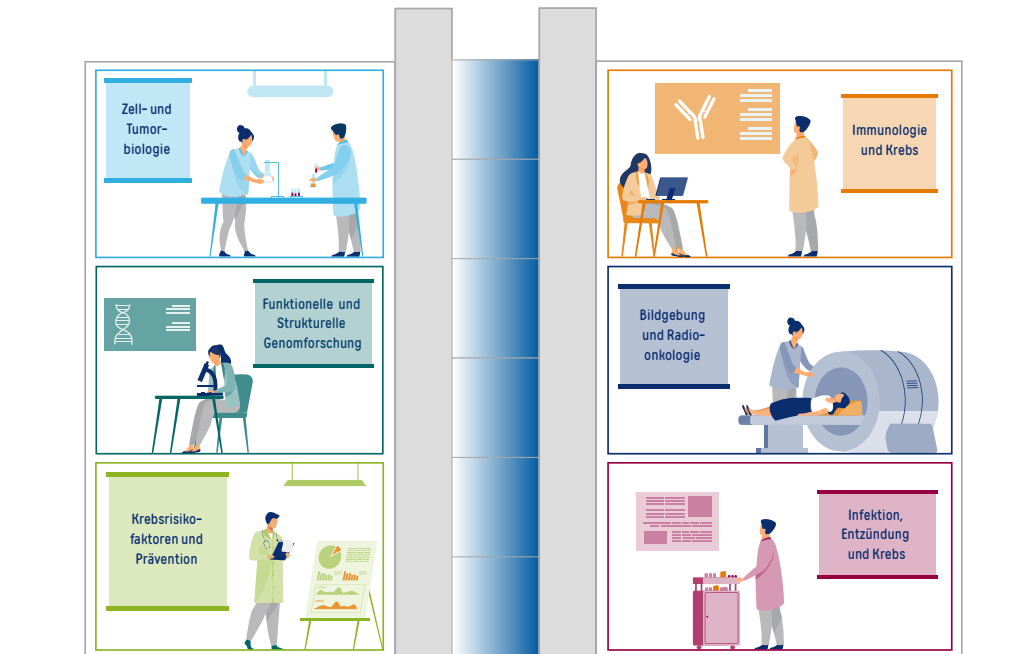 Zell- und
Tumor-
biologie
Immunologie
und Krebs
Funktionelle und
Strukturelle
Genomforschung
Bildgebung
und Radio-
onkologie
Krebsrisiko-
faktoren und
Prävention
Infektion,
Entzündung
und Krebs